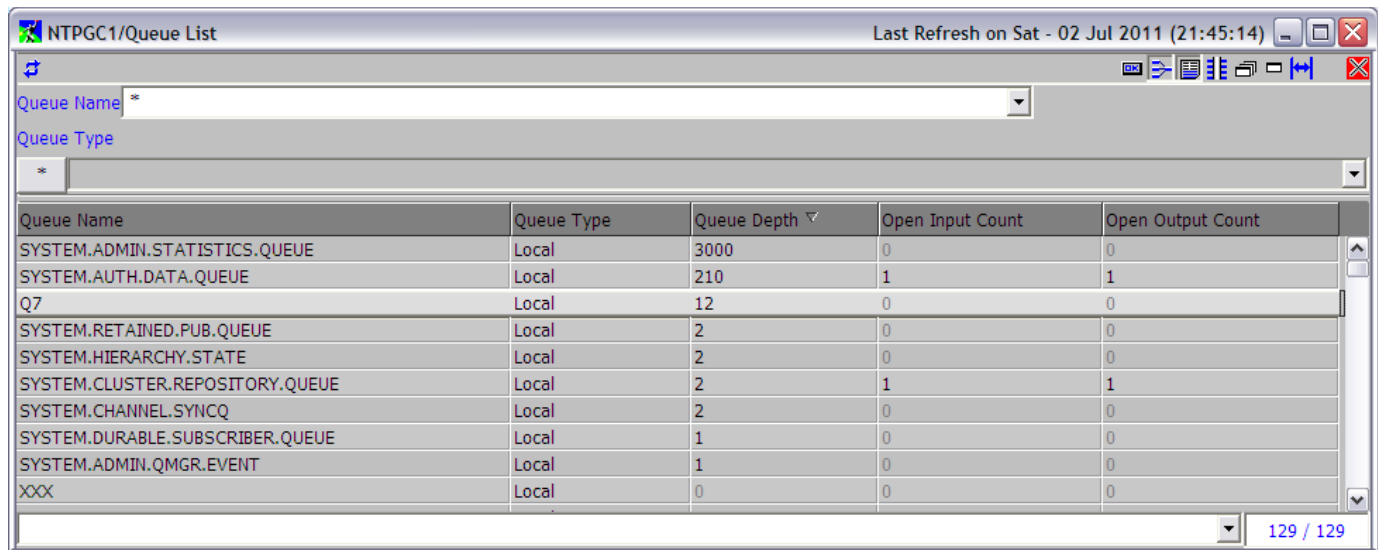 NTPGC1/Queue List Last Refresh on Sat - 02 Jul 2011 (21:45:14)
OK
Queue Name *
Queue Type
*
Queue Name Queue Type Queue Depth Open Input Count Open Output Count
SYSTEM.ADMIN.STATISTICS.QUEUE Local 3000 0 0
SYSTEM.AUTH.DATA.QUEUE Local 210 1 1
Q7 Local 12 0 0
SYSTEM.RETAINED.PUB.QUEUE Local 2 0 0
SYSTEM.HIERARCHY.STATE Local 2 0 0
SYSTEM.CLUSTER.REPOSITORY.QUEUE Local 2 1 1
SYSTEM.CHANNEL.SYNCQ Local 2 0 0
SYSTEM.DURABLE.SUBSCRIBER.QUEUE Local 1 0 0
SYSTEM.ADMIN.QMGR.EVENT Local 1 0 0
XXX Local 0 0 0
129 / 129